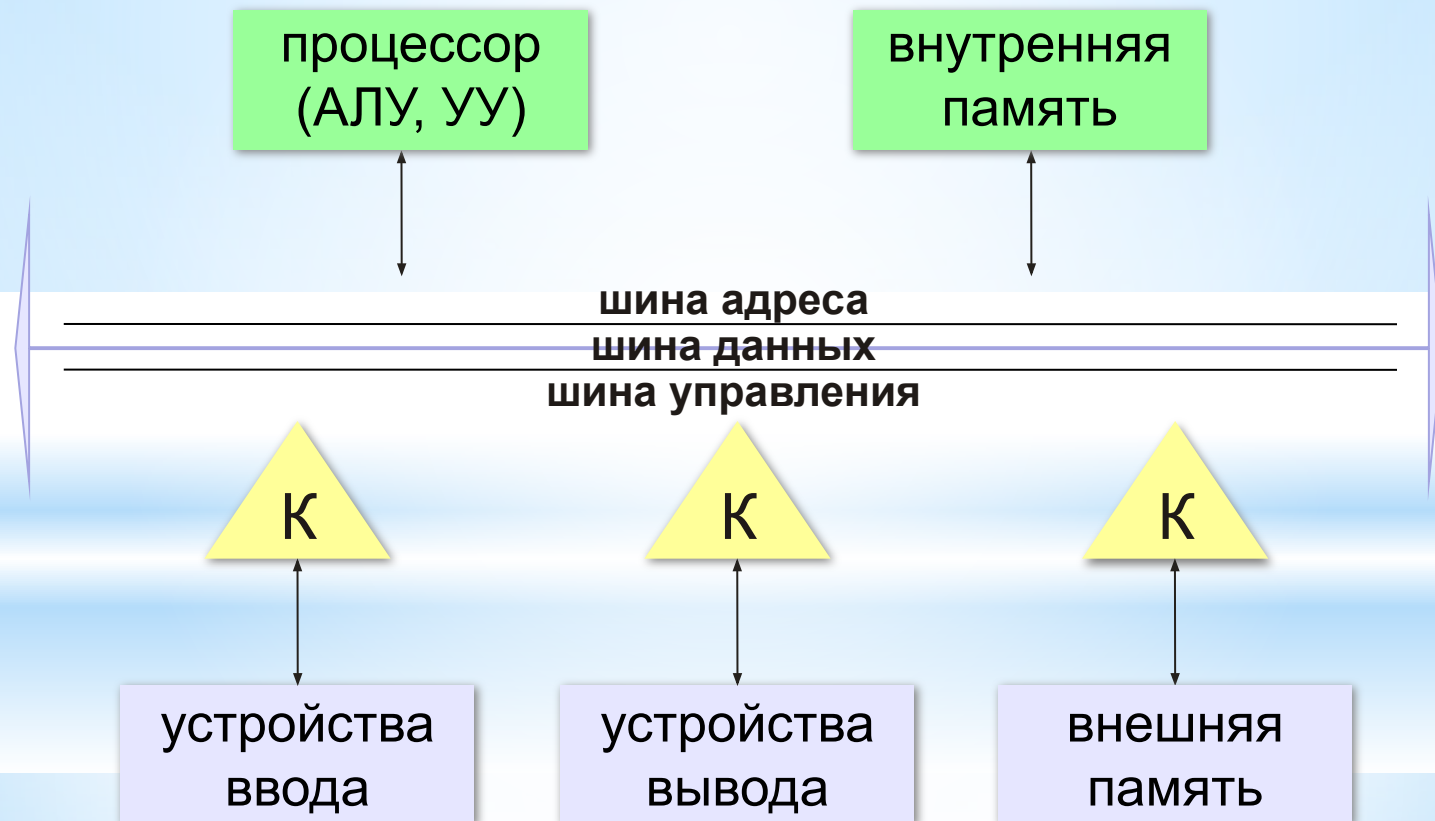 процессор
(АЛУ, УУ)
внутренняя
память
шина адреса
шина данных
шина управления
К
К
К
устройства
ввода
устройства
вывода
внешняя
память